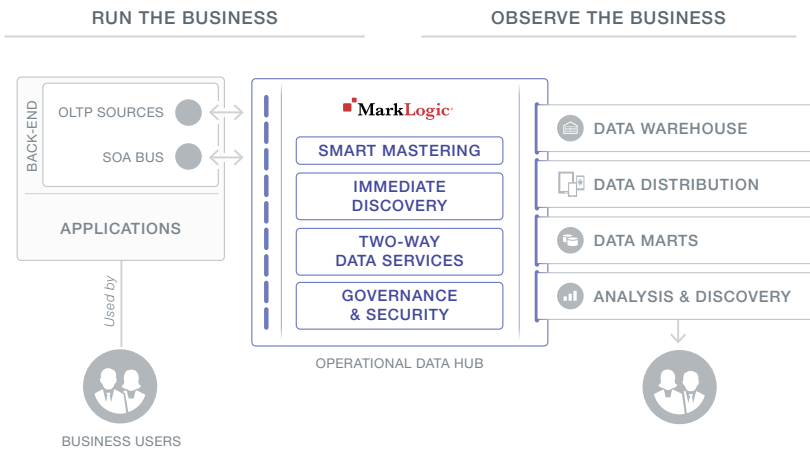 RUN THE BUSINESS
OBSERVE THE BUSINESS
BACK-END
OLTP SOURCES
SOA BUS
APPLICATIONS
Used by
BUSINESS USERS
MarkLogic
SMART MASTERING
IMMEDIATE
DISCOVERY
TWO-WAY
DATA SERVICES
GOVERNANCE
& SECURITY
OPERATIONAL DATA HUB
DATA WAREHOUSE
DATA DISTRIBUTION
DATA MARTS
ANALYSIS & DISCOVERY